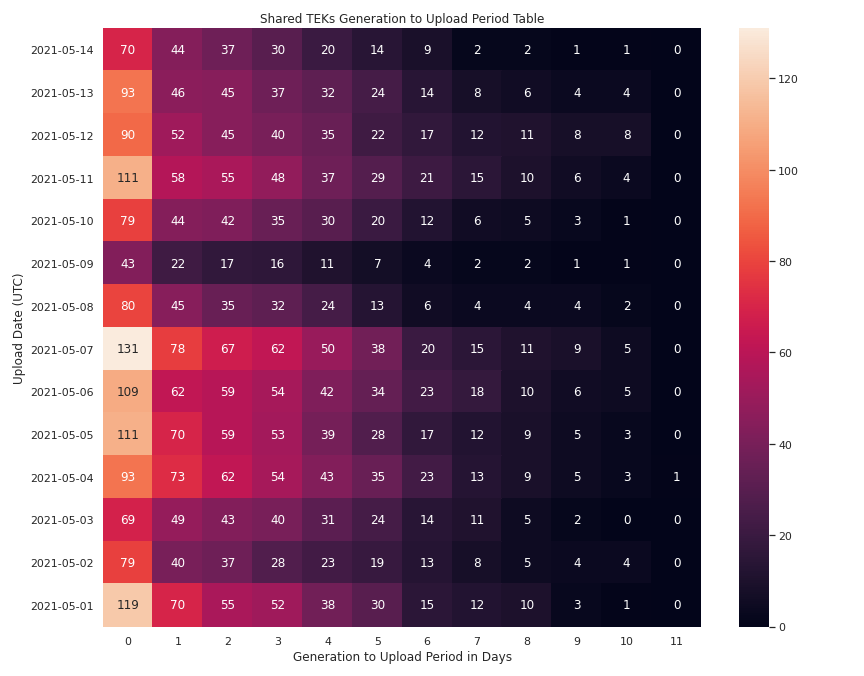 Shared TEKs Generation to Upload Period Table
Upload Date (UTC)
2021-05-14 70 44 37 30 20 14 9 2 2 1 1 0
2021-05-13 93 46 45 37 32 24 14 8 6 4 4 0
2021-05-12 90 52 45 40 35 22 17 12 11 8 8 0
2021-05-11 111 58 55 48 37 29 21 15 10 6 4 0
2021-05-10 79 44 42 35 30 20 12 6 5 3 1 0
2021-05-09 43 22 17 16 11 7 4 2 2 1 1 0
2021-05-08 80 45 35 32 24 13 6 4 4 4 2 0
2021-05-07 131 78 67 62 50 38 20 15 11 9 5 0
2021-05-06 109 62 59 54 42 34 23 18 10 6 5 0
2021-05-05 111 70 59 53 39 28 17 12 9 5 3 0
2021-05-04 93 73 62 54 43 35 23 13 9 5 3 1
2021-05-03 69 49 43 40 31 24 14 11 5 2 0 0
2021-05-02 79 40 37 28 23 19 13 8 5 4 4 0
2021-05-01 119 70 55 52 38 30 15 12 10 3 1 0
0 1 2 3 4 5 6 7 8 9 10 11
Generation to Upload Period in Days
120
100
80
60
40
20
0